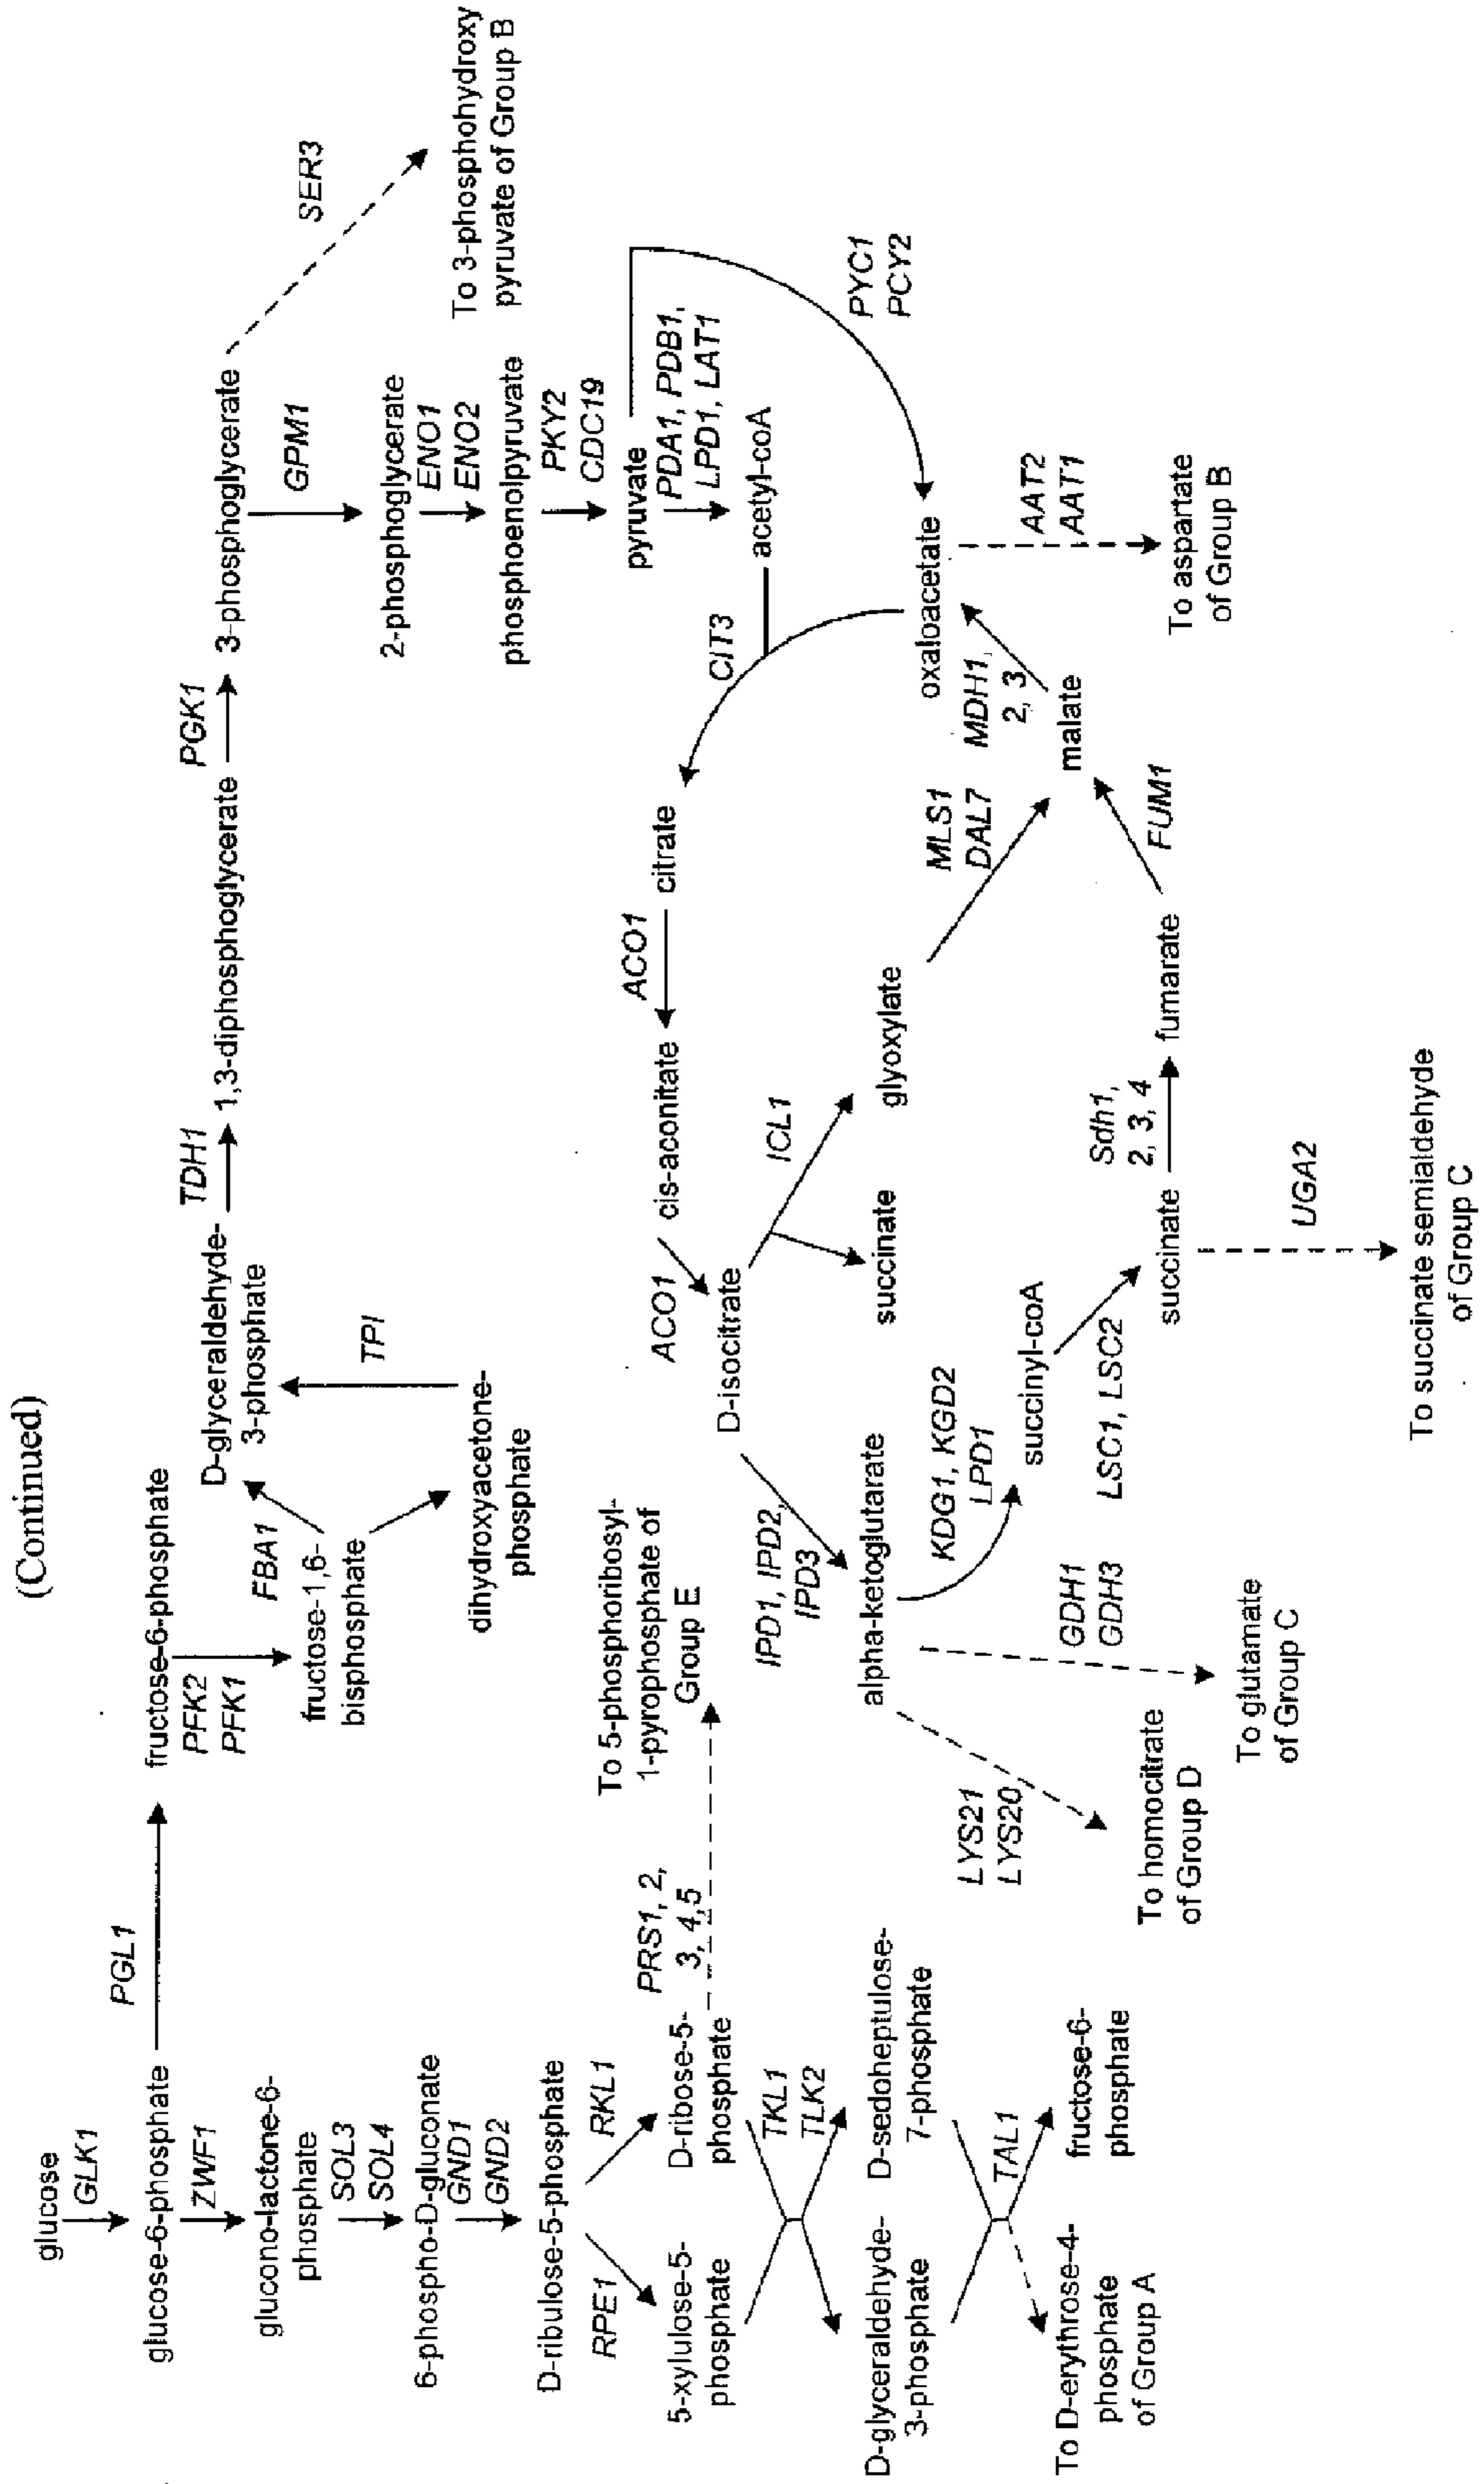 (Continued)
glucose
GLK1
glucose-6-phosphate
PGL1
fructose-6-phosphate
PFK2
PFK1
fructose-1,6-
bisphosphate
FBA1
D-glyceraldehyde-
3-phosphate
TPI
dihydroxyacetone-
phosphate
TDH1
1,3-diphosphoglycerate
PGK1
3-phosphoglycerate
SER3
To 3-phosphohydroxy
pyruvate of Group B
GPM1
2-phosphoglycerate
ENO1
ENO2
phosphoenolpyruvate
PKY2
CDC19
pyruvate
PDA1, PDB1,
LPD1, LAT1
acetyl-coA
PYC1
PCY2
oxaloacetate
AAT2
AAT1
To aspartate
of Group B
CIT3
citrate
ACO1
cis-aconitate
ACO1
D-isocitrate
ICL1
glyoxylate
succinate
MLS1
DAL7
malate
MDH1,
2, 3
IPD1, IPD2,
IPD3
alpha-ketoglutarate
KDG1, KGD2
LPD1
succinyl-coA
LSC1, LSC2
succinate
Sdh1,
2, 3, 4
fumarate
FUM1
UGA2
To succinate semialdehyde
of Group C
GDH1
GDH3
To glutamate
of Group C
LYS21
LYS20
To homocitrate
of Group D
ZWF1
glucono-lactone-6-
phosphate
SOL3
SOL4
6-phospho-D-gluconate
GND1
GND2
D-ribulose-5-phosphate
RPE1
RKL1
5-xylulose-5-
phosphate
D-ribose-5-
phosphate
PRS1, 2,
3, 4,5
To 5-phosphoribosyl-
1-pyrophosphate of
Group E
TKL1
TLK2
D-glyceraldehyde-
3-phosphate
D-sedoheptulose-
7-phosphate
TAL1
To D-erythrose-4-
phosphate
of Group A
fructose-6-
phosphate